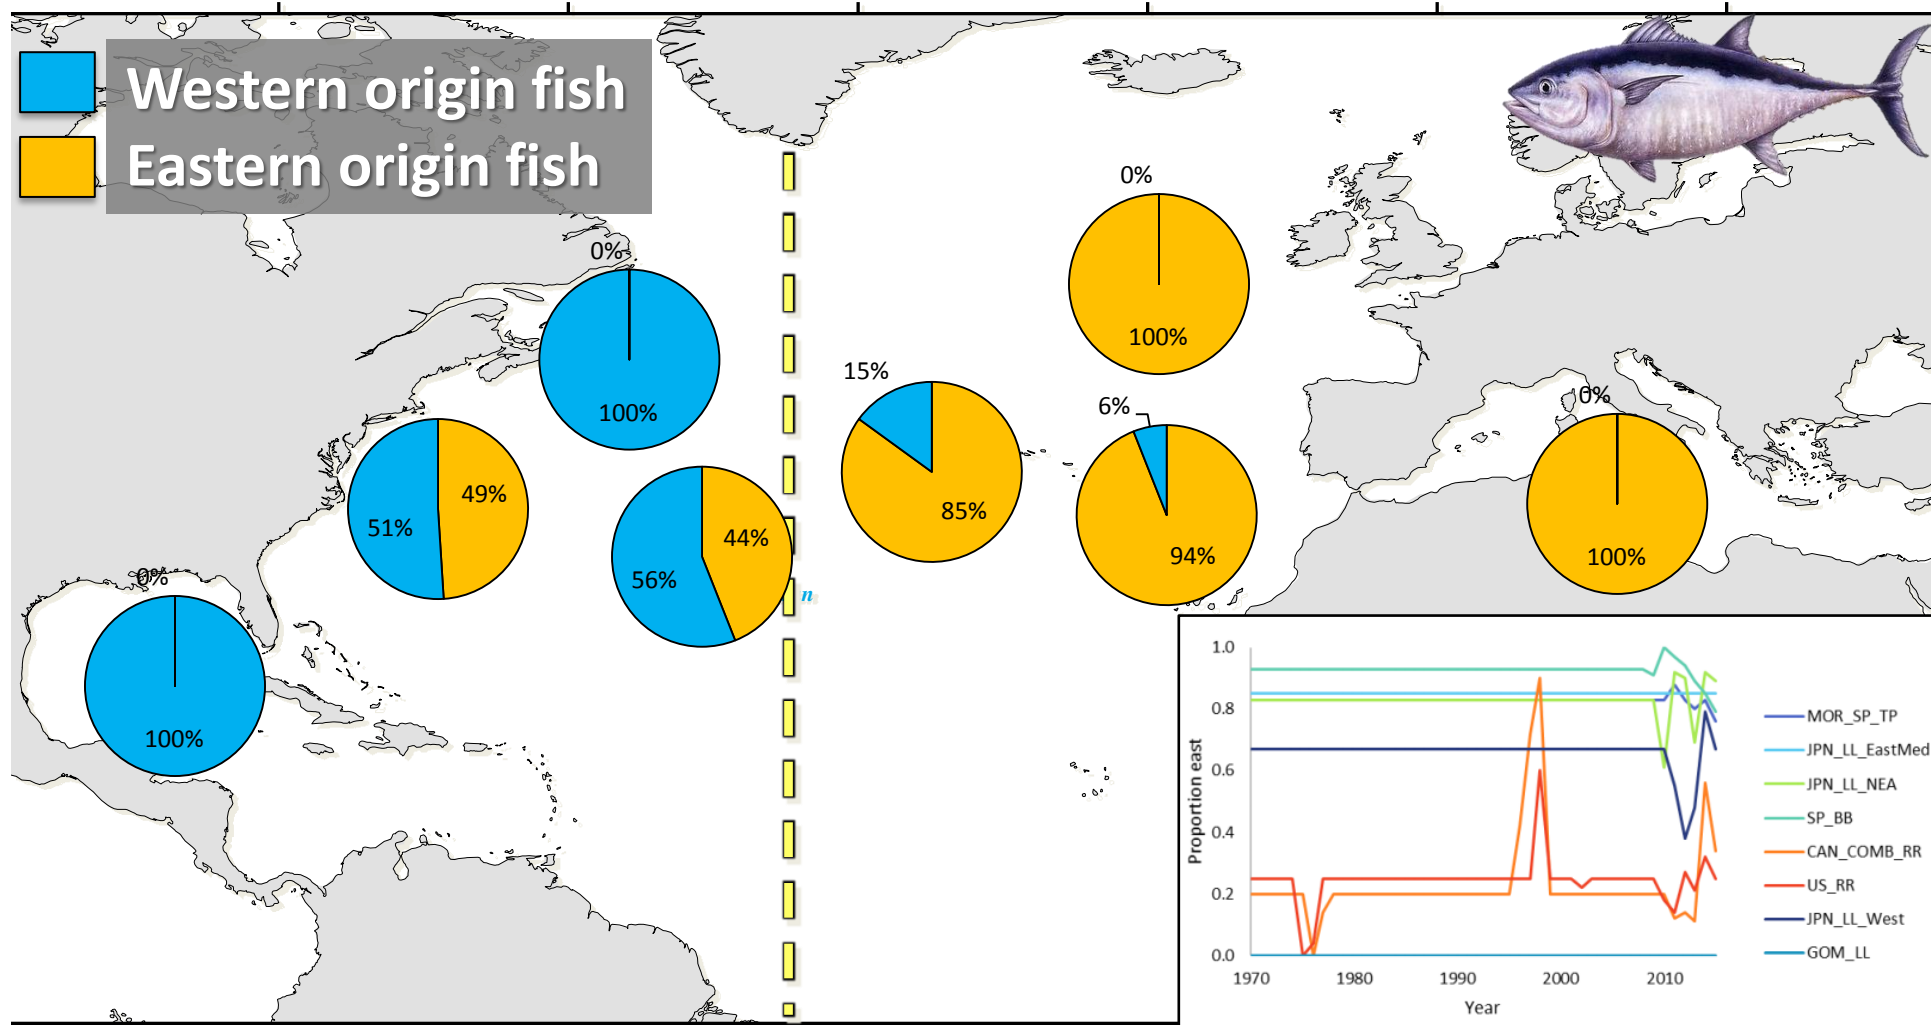 Western origin fish
Eastern origin fish
0%
100%
0%
100%
15%
85%
6%
94%
0%
100%
49%
51%
44%
56%
n
0%
100%
1.0
0.8
0.6
0.4
0.2
0.0
Proportion east
1970
1980
1990
2000
2010
Year
MOR_SP_TP
JPN_LL_EastMed
JPN_LL_NEA
SP_BB
CAN_COMB_RR
US_RR
JPN_LL_West
GOM_LL